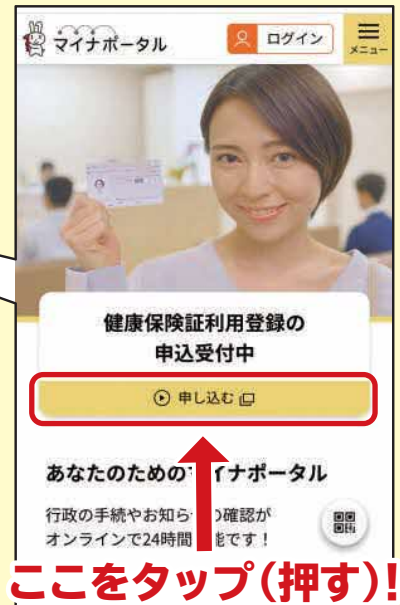 マイナポータル
ログイン
メニュー
健康保険証利用登録の
申込受付中
申し込む
あなたのための イナポータル
行政の手続やお知ら の確認が
オンラインで24時間 能です！
ここをタップ（押す）！